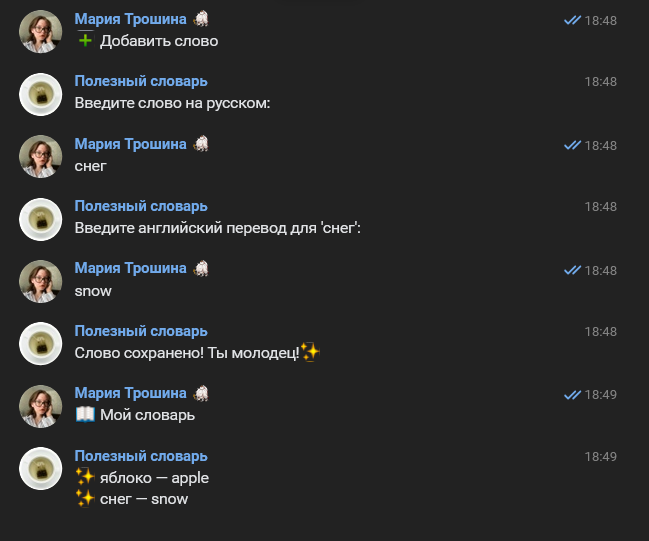 Мария Трошина
18:48
➕ Добавить слово
Полезный словарь
18:48
Введите слово на русском:
Мария Трошина
18:48
снег
Полезный словарь
18:48
Введите английский перевод для 'снег':
Мария Трошина
18:48
snow
Полезный словарь
18:48
Слово сохранено! Ты молодец!✨
Мария Трошина
18:49
📖 Мой словарь
Полезный словарь
18:49
✨ яблоко — apple
✨ снег — snow